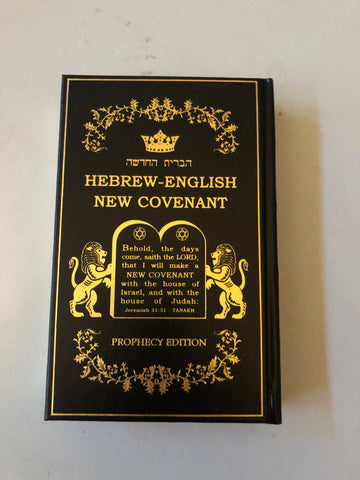 הברית החדשה
HEBREW-ENGLISH
NEW COVENANT
Behold, the days
come, saith the LORD,
that I will make a
NEW COVENANT
with the house of
Israel, and with the
house of Judah:
Jeremiah 31:31 - TANAKH
PROPHECY EDITION